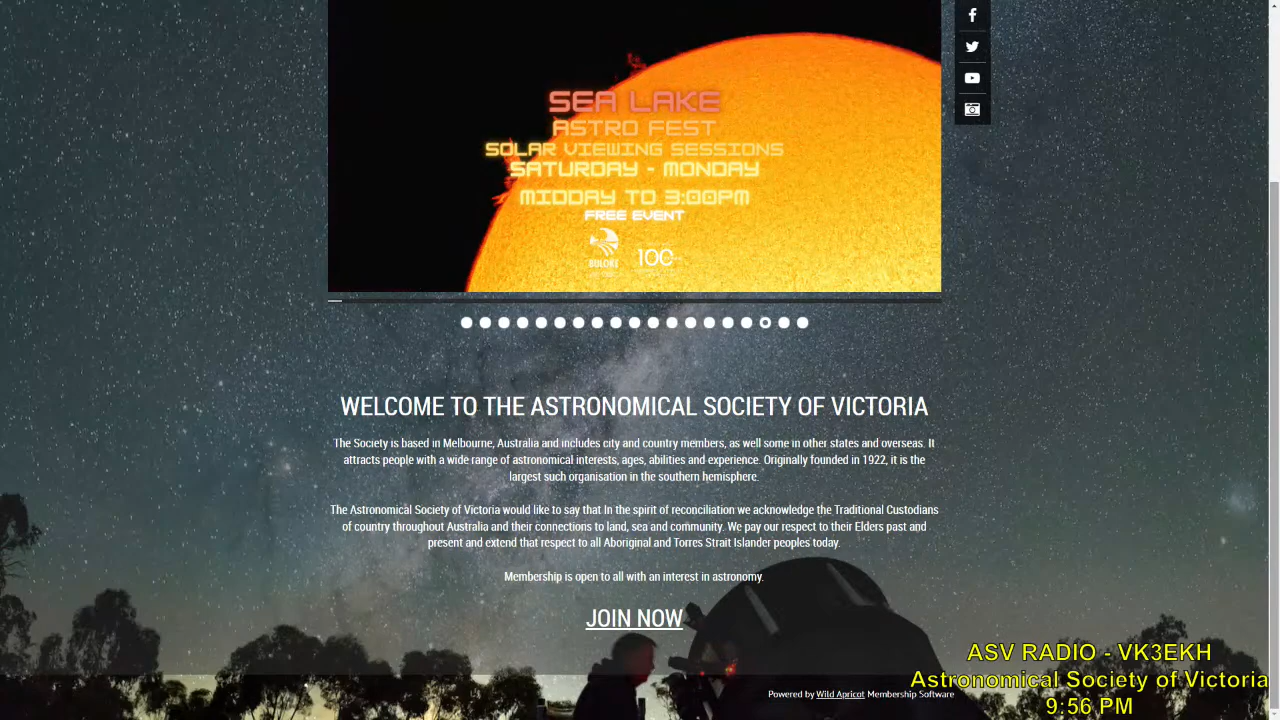 SEA LAKE
ASTRO FEST
SOLAR VIEWING SESSIONS
SATURDAY - MONDAY
MIDDAY TO 3:00PM
FREE EVENT
BULOKE
100
WELCOME TO THE ASTRONOMICAL SOCIETY OF VICTORIA
The Society is based in Melbourne, Australia and includes city and country members, as well some in other states and overseas. It
attracts people with a wide range of astronomical interests, ages, abilities and experience. Originally founded in 1922, it is the
largest such organisation in the southern hemisphere.
The Astronomical Society of Victoria would like to say that In the spirit of reconciliation we acknowledge the Traditional Custodians
of country throughout Australia and their connections to land, sea and community. We pay our respect to their Elders past and
present and extend that respect to all Aboriginal and Torres Strait Islander peoples today.
Membership is open to all with an interest in astronomy.
JOIN NOW
Powered by Wild Apricot Membership Software
ASV RADIO - VK3EKH
Astronomical Society of Victoria
9:56 PM